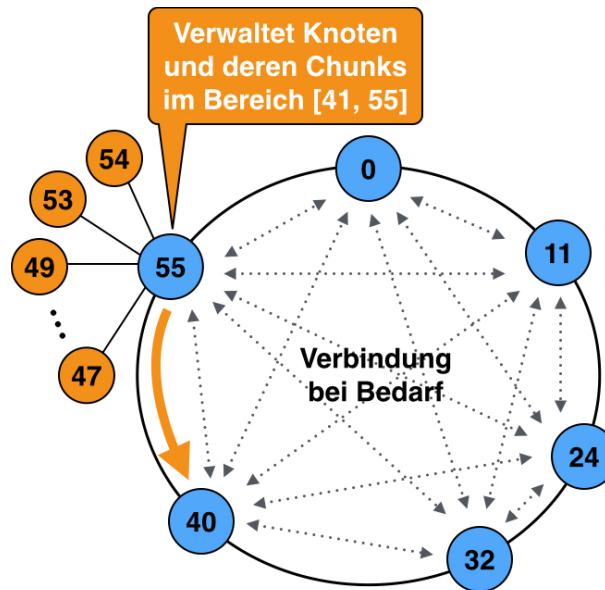 Verwaltet Knoten
und deren Chunks
im Bereich [41, 55]
54
0
53
11
49
55
Verbindung
bei Bedarf
47
24
40
32